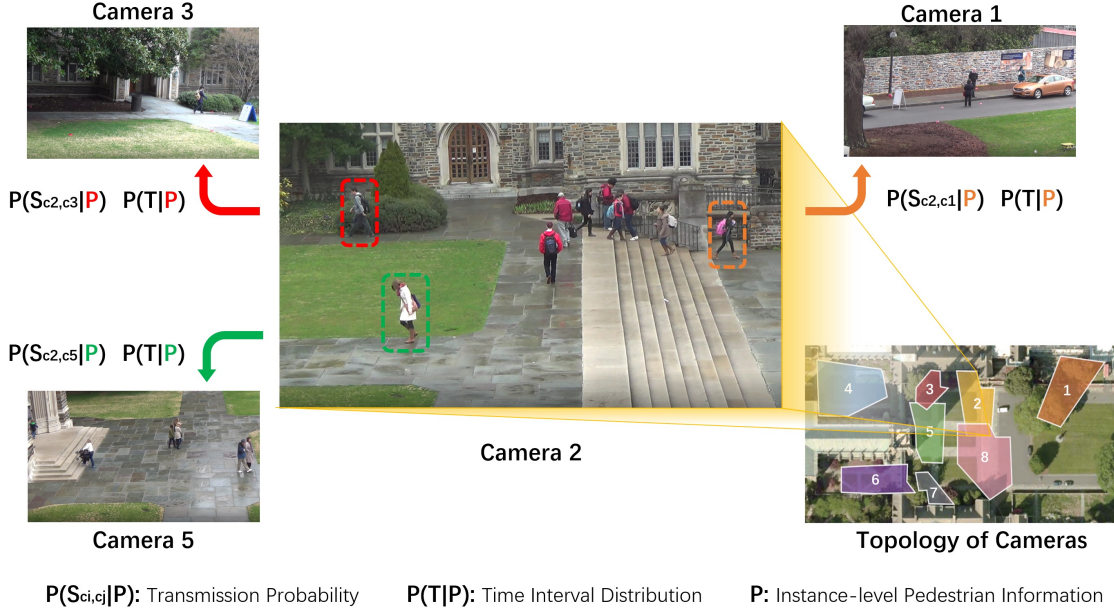 Camera 3
Camera 1
P(Sc2,c3|P) P(T|P)
P(Sc2,c1|P) P(T|P)
P(Sc2,c5|P) P(T|P)
Camera 2
4
3
2
1
5
8
6
7
Camera 5
Topology of Cameras
P(Sci,cj|P): Transmission Probability
P(T|P): Time Interval Distribution
P: Instance-level Pedestrian Information